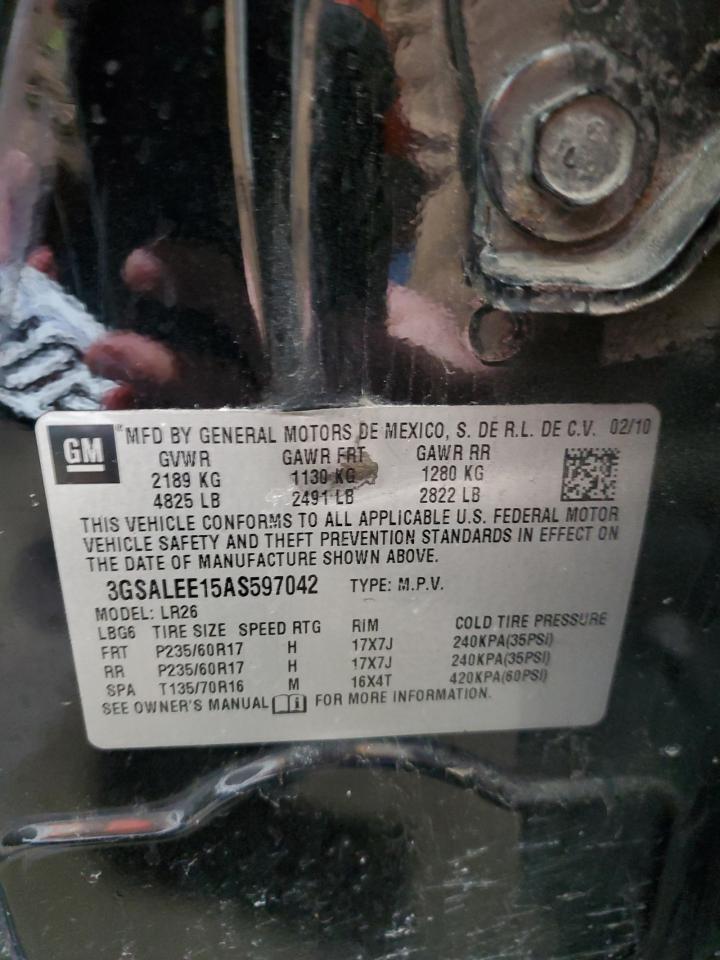 GM MFD BY GENERAL MOTORS DE MEXICO, S. DE R.L. DE C.V. 02/10
GVWR GAWR FRT GAWR RR
2189 KG 1130 KG 1280 KG
4825 LB 2491 LB 2822 LB
THIS VEHICLE CONFORMS TO ALL APPLICABLE U.S. FEDERAL MOTOR
VEHICLE SAFETY AND THEFT PREVENTION STANDARDS IN EFFECT ON
THE DATE OF MANUFACTURE SHOWN ABOVE.
3GSALEE15AS597042 TYPE: M.P.V.
MODEL: LR26
LBG6 TIRE SIZE SPEED RTG RIM COLD TIRE PRESSURE
FRT P235/60R17 H 17X7J 240KPA(35PSI)
RR P235/60R17 H 17X7J 240KPA(35PSI)
SPA T135/70R16 M 16X4T 420KPA(60PSI)
SEE OWNER'S MANUAL FOR MORE INFORMATION.